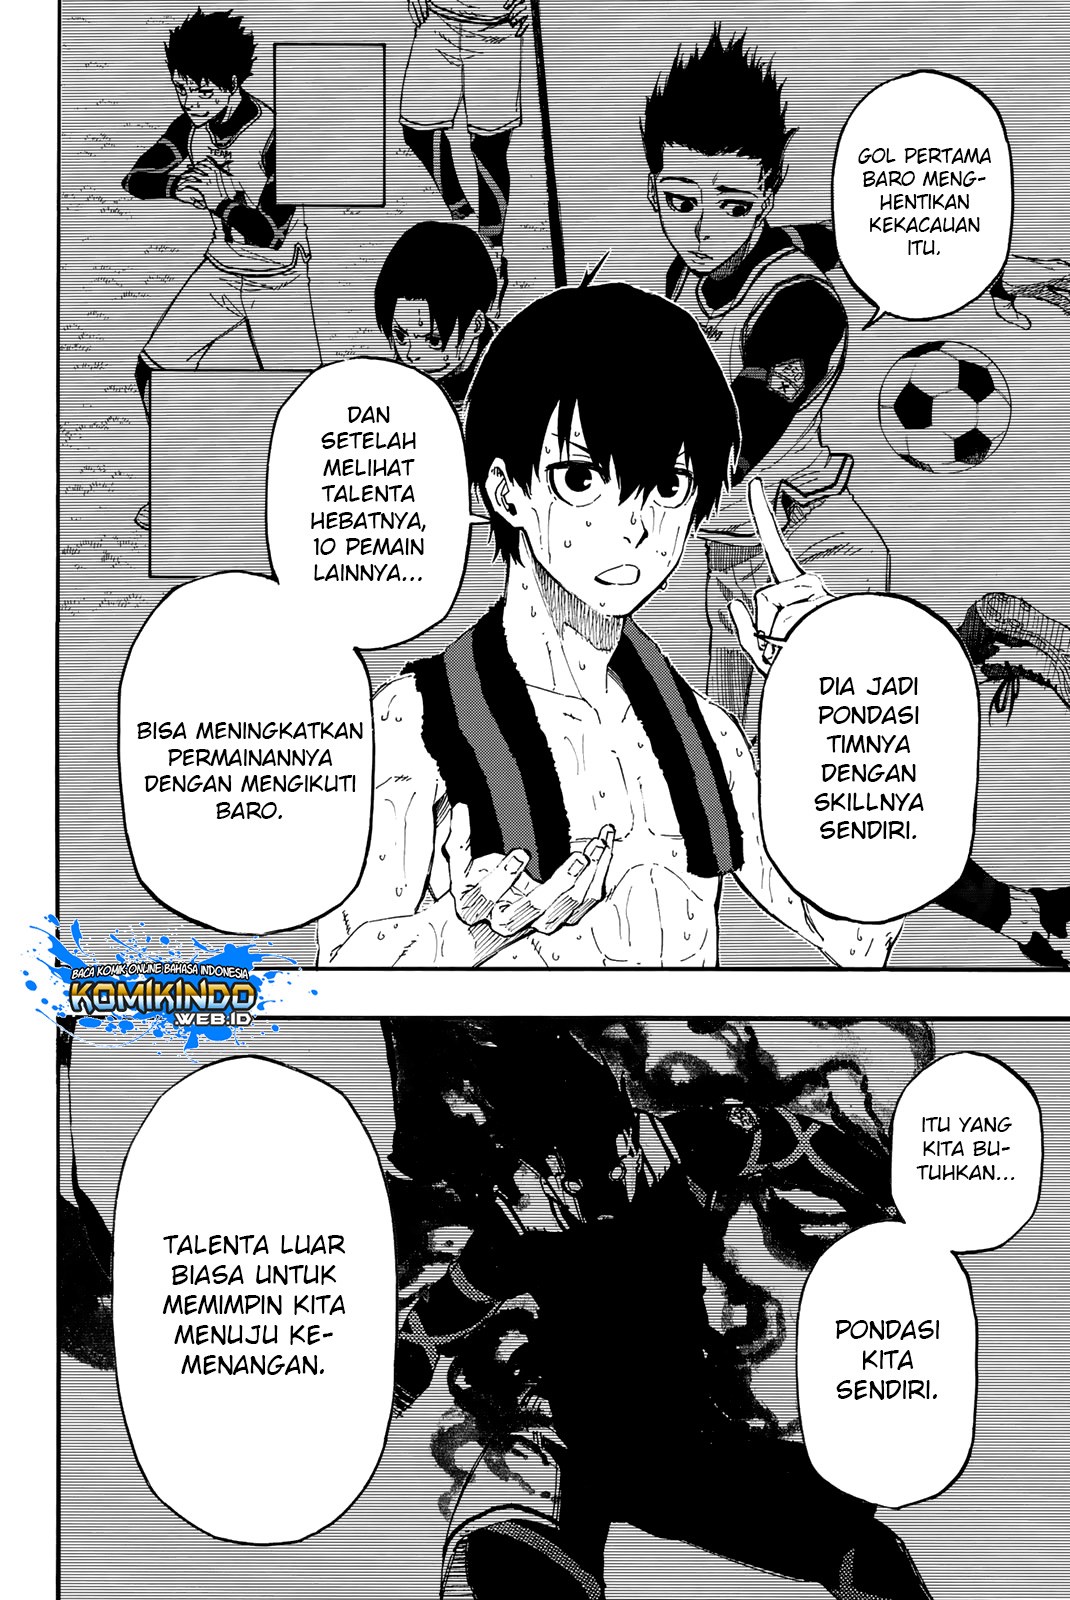 GOL PERTAMA
BARO MENG-
HENTIKAN
KEKACAUAN
ITU.
DIA JADI
PONDASI
TIMNYA
DENGAN
SKILLNYA
SENDIRI.
DAN
SETELAH
MELIHAT
TALENTA
HEBATNYA,
10 PEMAIN
LAINNYA...
BISA MENINGKATKAN
PERMAINANNYA
DENGAN MENGIKUTI
BARO.
BACA KOMIK ONLINE BAHASA INDONESIA
KOMIKINDO
WEB.ID
ITU YANG
KITA BU-
TUHKAN...
PONDASI
KITA
SENDIRI.
TALENTA LUAR
BIASA UNTUK
MEMIMPIN KITA
MENUJU KE-
MENANGAN.